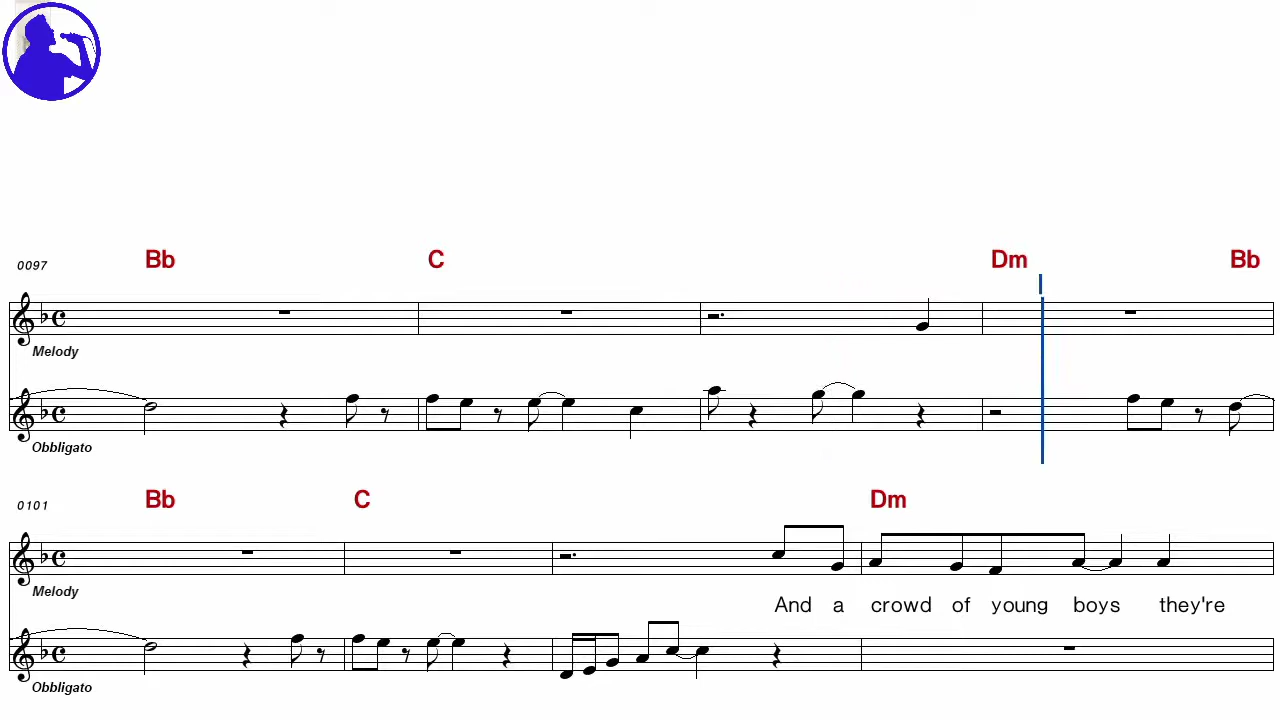 0097 Bb C Dm Bb
Melody
Obbligato
0101 Bb C Dm
Melody
And a crowd of young boys they're
Obbligato